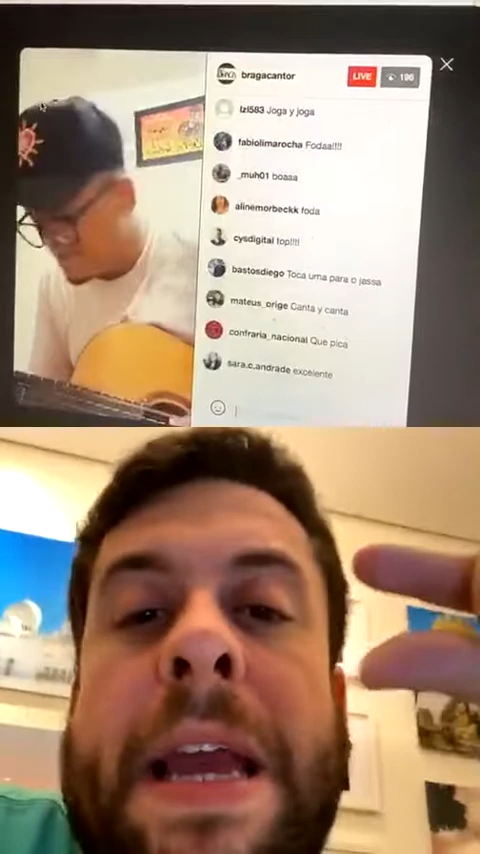 bragacantor
LIVE
196
lzl583 Joga y joga
fabiolimarocha Fodaa!!!!
_muh01 boaaa
alinemorbeckk foda
cysdigital top!!!!
bastosdiego Toca uma para o jassa
mateus_orige Canta y canta
confraria_nacional Que pica
sara.c.andrade excelente